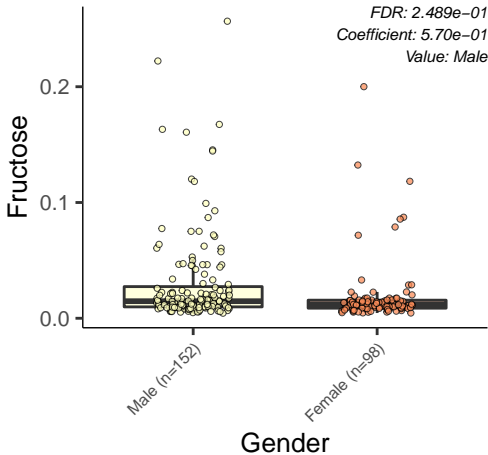 FDR: 2.489e−01
Coefficient: 5.70e−01
Value: Male
Fructose
0.2
0.1
0.0
Male (n=152)
Female (n=98)
Gender